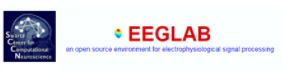 Swartz
Center for
Computational
Neuroscience
EEGLAB
an open source environment for electrophysiological signal processing